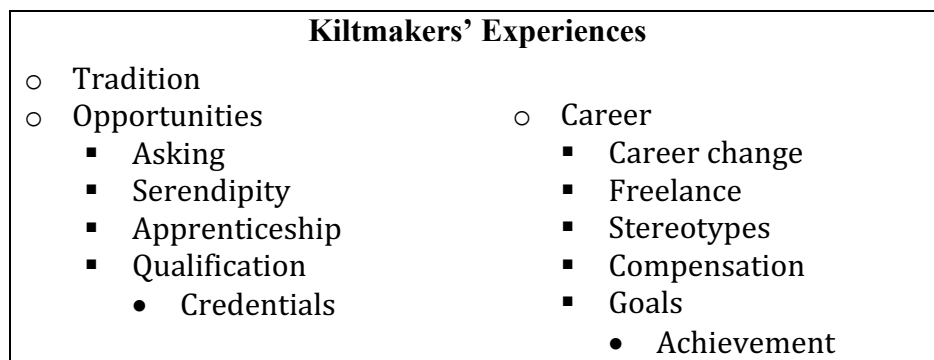 Kiltmakers’ Experiences
○ Tradition
○ Opportunities
▪ Asking
▪ Serendipity
▪ Apprenticeship
▪ Qualification
• Credentials
○ Career
▪ Career change
▪ Freelance
▪ Stereotypes
▪ Compensation
▪ Goals
• Achievement